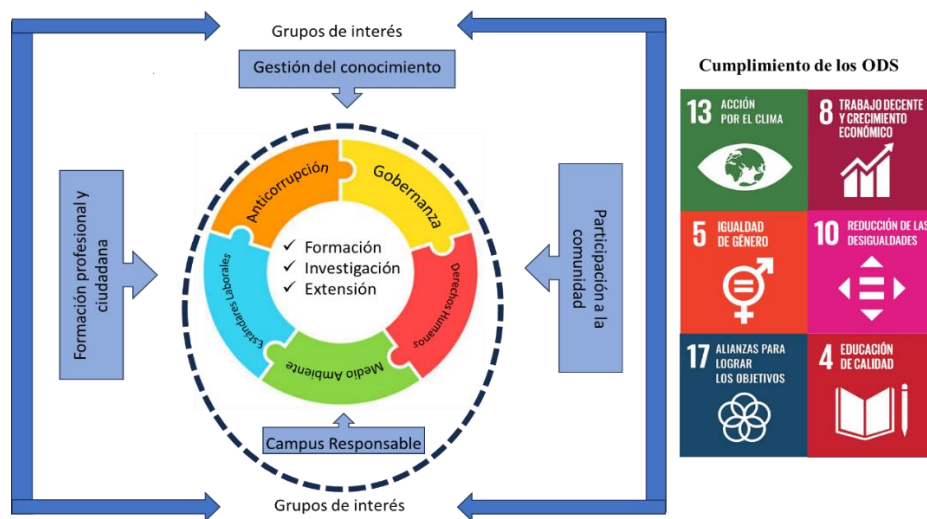 Grupos de interés
Gestión del conocimiento
Formación profesional y
ciudadana
Anticorrupción
Gobernanza
Estándares Laborales
Derechos Humanos
Medio Ambiente
✓ Formación
✓ Investigación
✓ Extensión
Participación a la
comunidad
Campus Responsable
Grupos de interés
Cumplimiento de los ODS
13 ACCIÓN
POR EL CLIMA
8 TRABAJO DECENTE
Y CRECIMIENTO
ECONÓMICO
5 IGUALDAD
DE GÉNERO
10 REDUCCIÓN DE LAS
DESIGUALDADES
17 ALIANZAS PARA
LOGRAR
LOS OBJETIVOS
4 EDUCACIÓN
DE CALIDAD